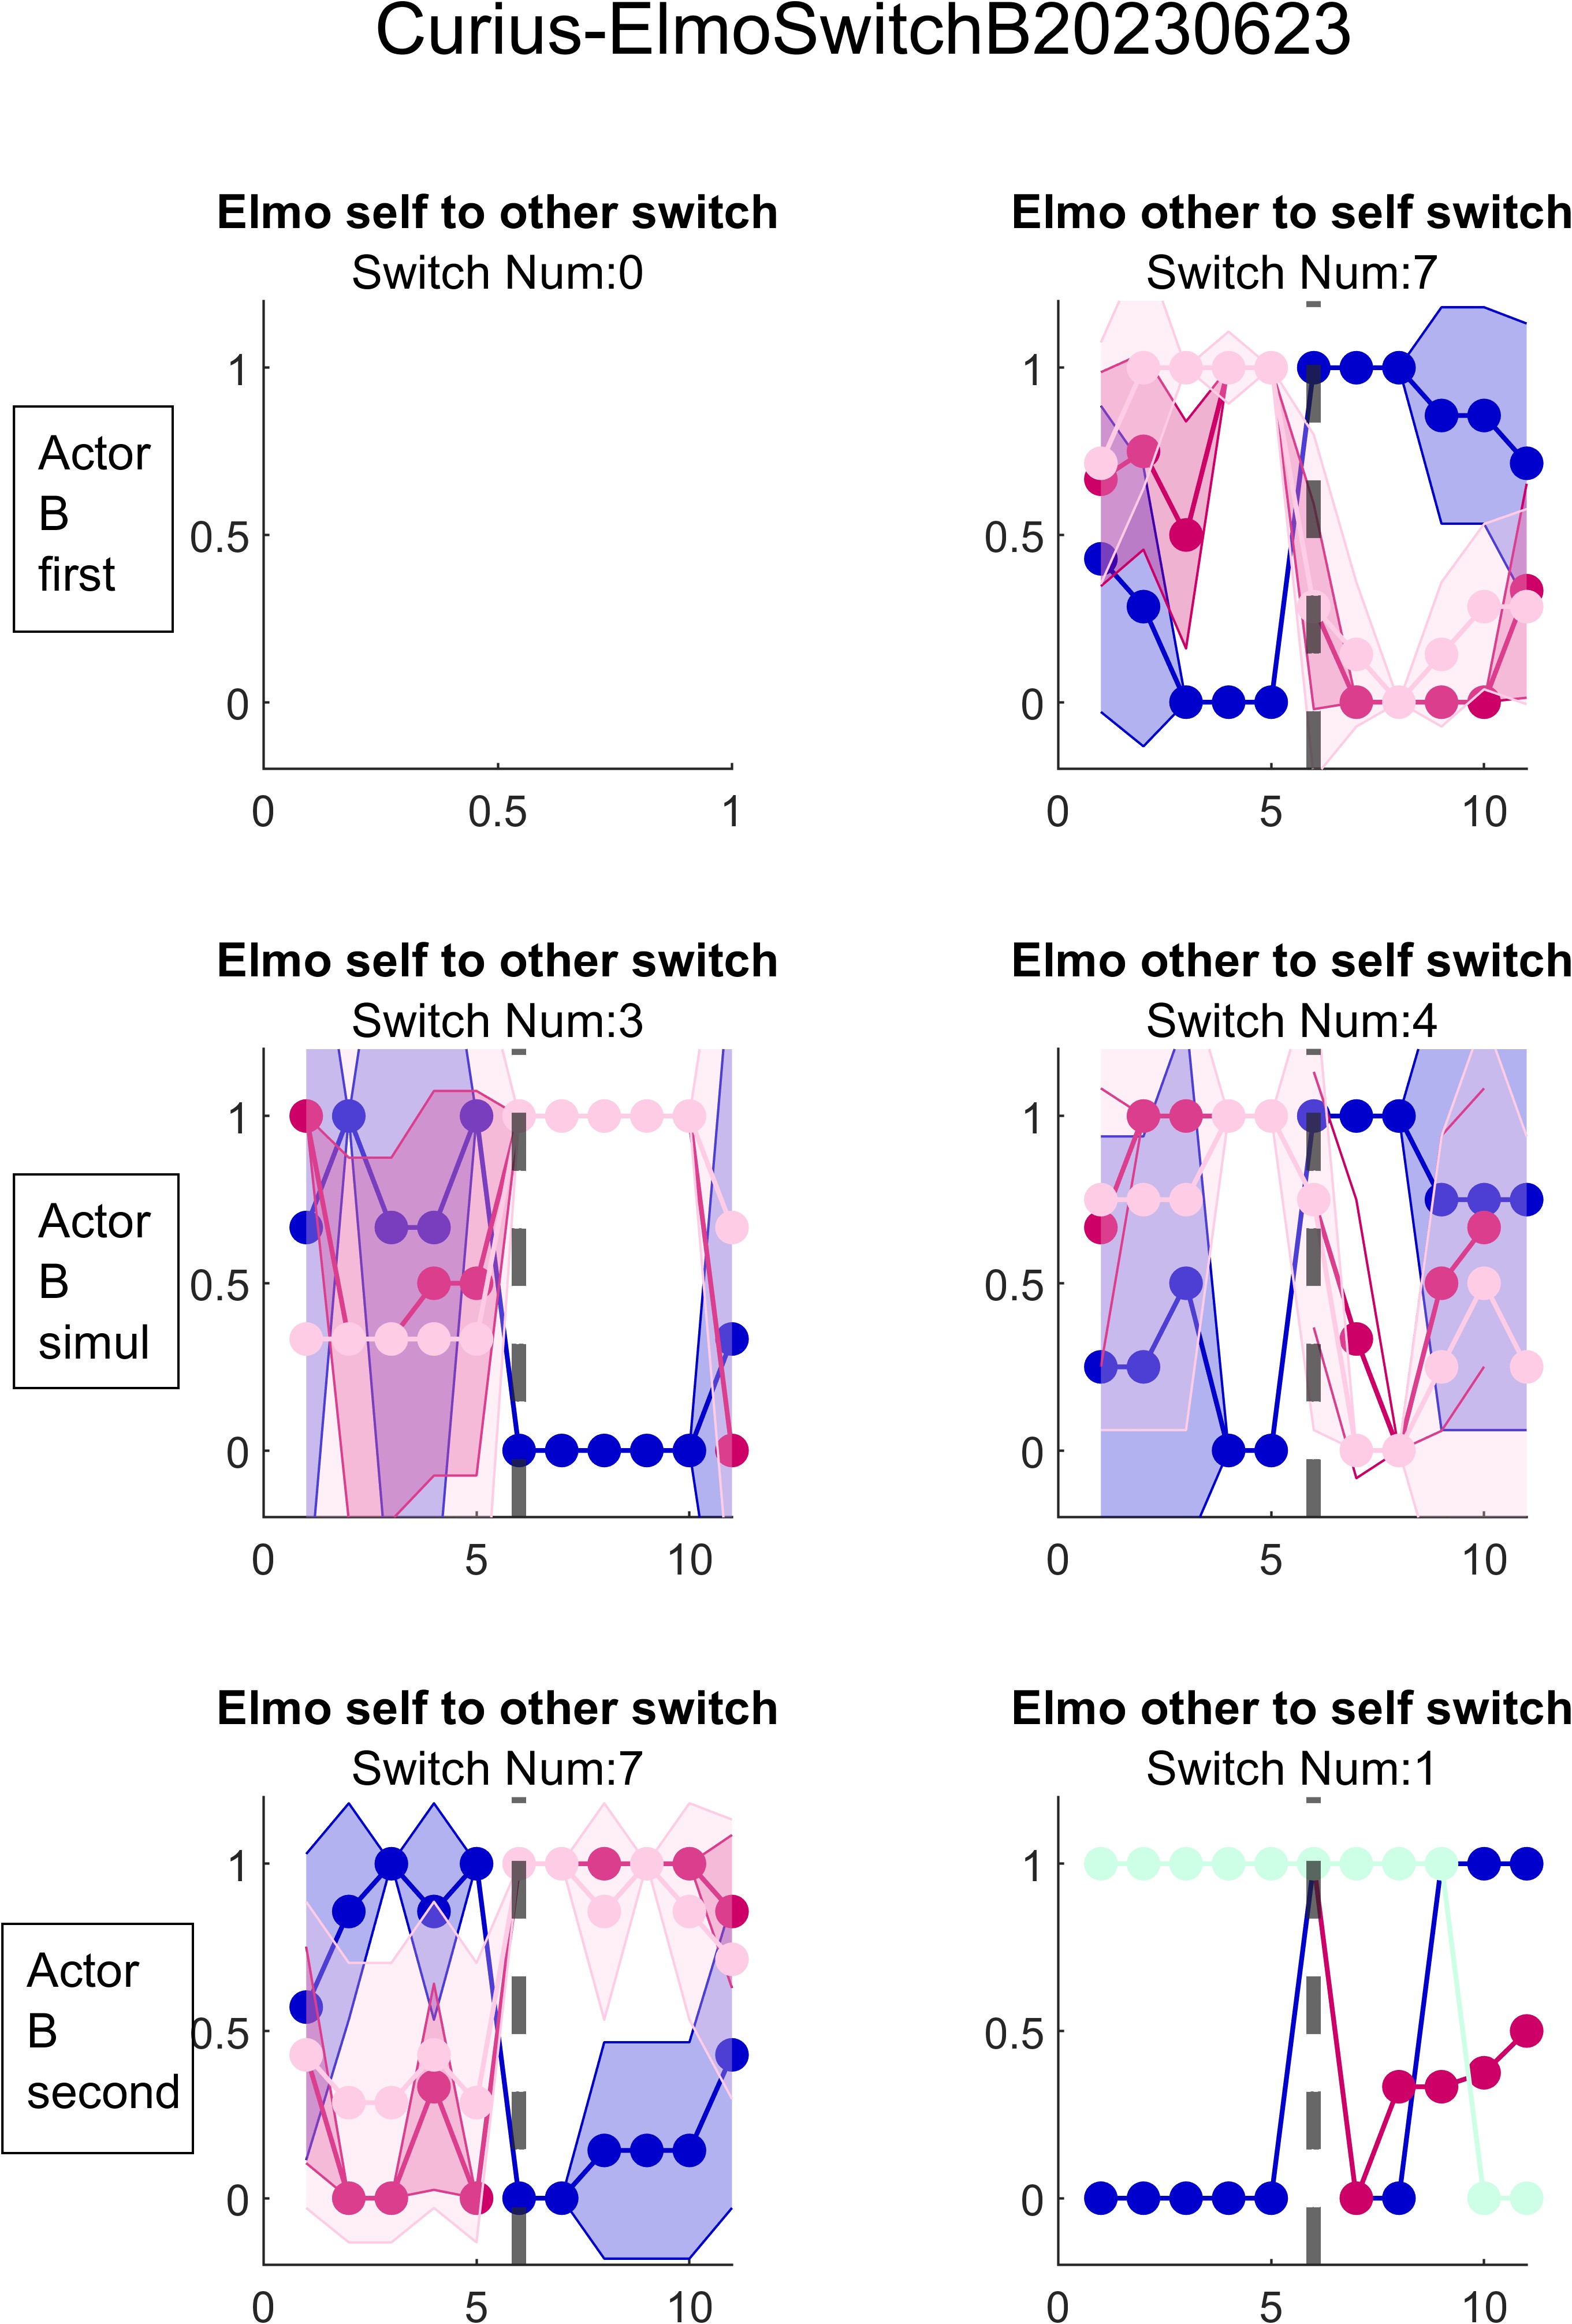 Curius-ElmoSwitchB20230623
Elmo self to other switch
Switch Num:0
Elmo other to self switch
Switch Num:7
Actor
B
first
1
0.5
0
0
0.5
1
1
0.5
0
0
5
10
Elmo self to other switch
Switch Num:3
Elmo other to self switch
Switch Num:4
Actor
B
simul
1
0.5
0
0
5
10
1
0.5
0
0
5
10
Elmo self to other switch
Switch Num:7
Elmo other to self switch
Switch Num:1
Actor
B
second
1
0.5
0
0
5
10
1
0.5
0
0
5
10